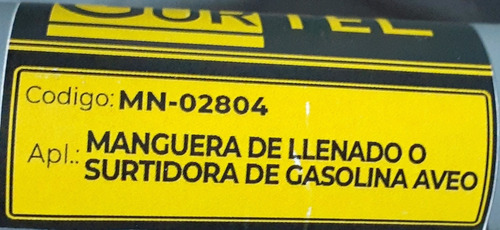 Codigo: MN-02804
Apl.: MANGUERA DE LLENADO O
SURTIDORA DE GASOLINA AVEO